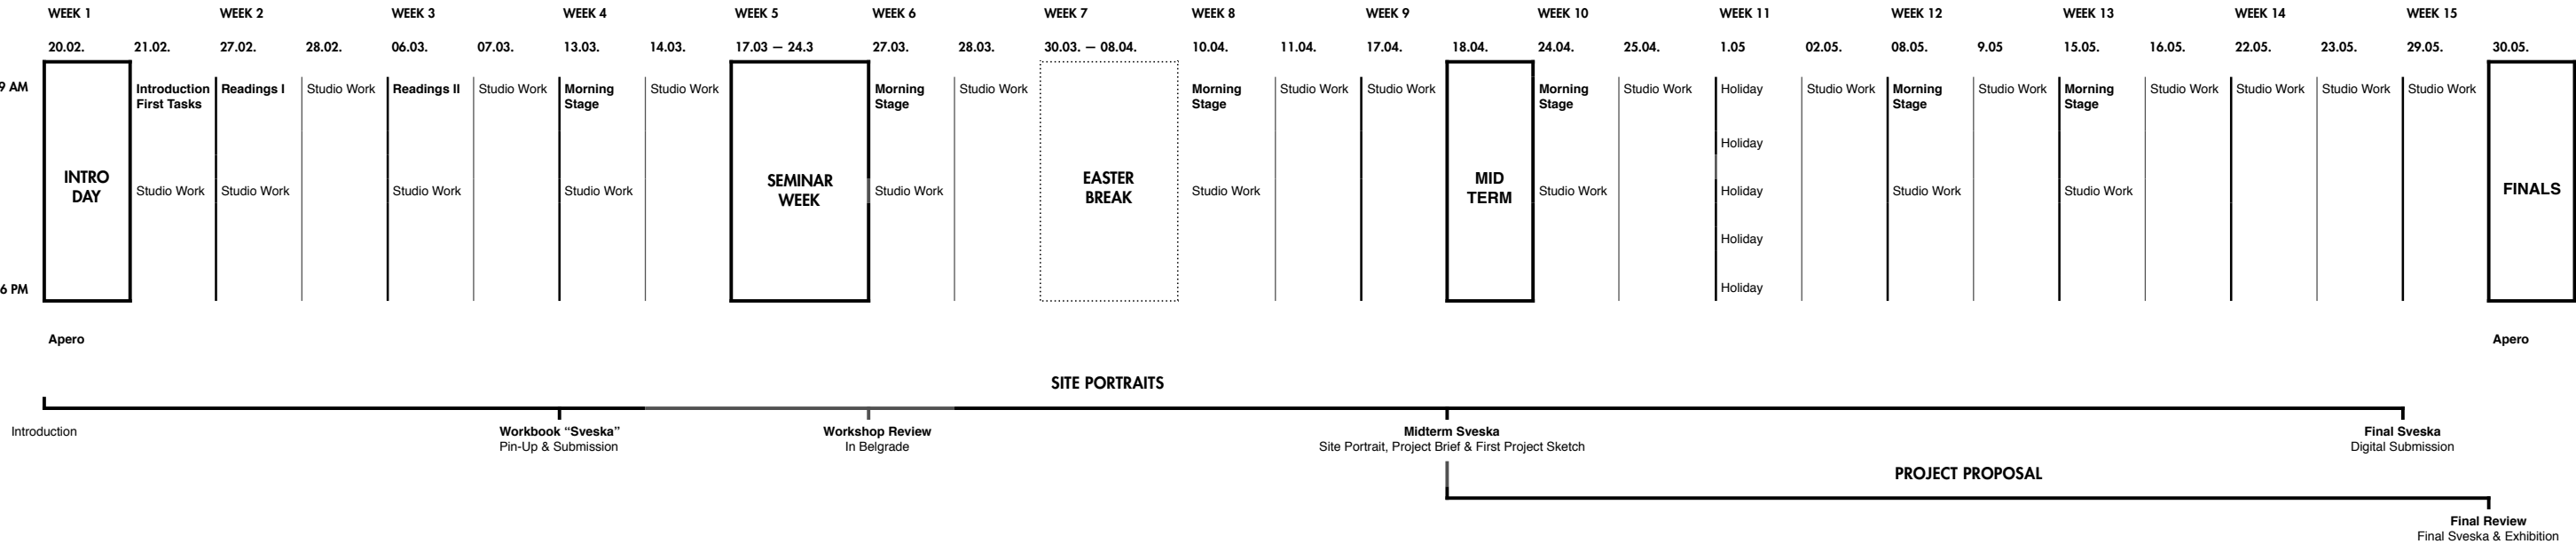 WEEK 1 WEEK 2 WEEK 3 WEEK 4 WEEK 5 WEEK 6 WEEK 7 WEEK 8 WEEK 9 WEEK 10 WEEK 11 WEEK 12 WEEK 13 WEEK 14 WEEK 15
20.02. 21.02. 27.02. 28.02. 06.03. 07.03. 13.03. 14.03. 17.03 – 24.3 27.03. 28.03. 30.03. – 08.04. 10.04. 11.04. 17.04. 18.04. 24.04. 25.04. 1.05 02.05. 08.05. 9.05 15.05. 16.05. 22.05. 23.05. 29.05. 30.05.
9 AM Introduction Readings I Studio Work Readings II Studio Work Morning Studio Work Morning Studio Work Morning Studio Work Studio Work Morning Studio Work Holiday Studio Work Morning Studio Work Morning Studio Work Studio Work Studio Work Studio Work
First Tasks Stage Stage Stage Stage Stage Stage
Holiday
INTRO SEMINAR EASTER MID
DAY WEEK BREAK TERM FINALS
Studio Work Studio Work Studio Work Studio Work Studio Work Studio Work Studio Work Holiday Studio Work Studio Work
Holiday
6 PM Holiday
Apero Apero
SITE PORTRAITS
Introduction Workbook “Sveska” Workshop Review Midterm Sveska Final Sveska
Pin-Up & Submission In Belgrade Site Portrait, Project Brief & First Project Sketch Digital Submission
PROJECT PROPOSAL
Final Review
Final Sveska & Exhibition